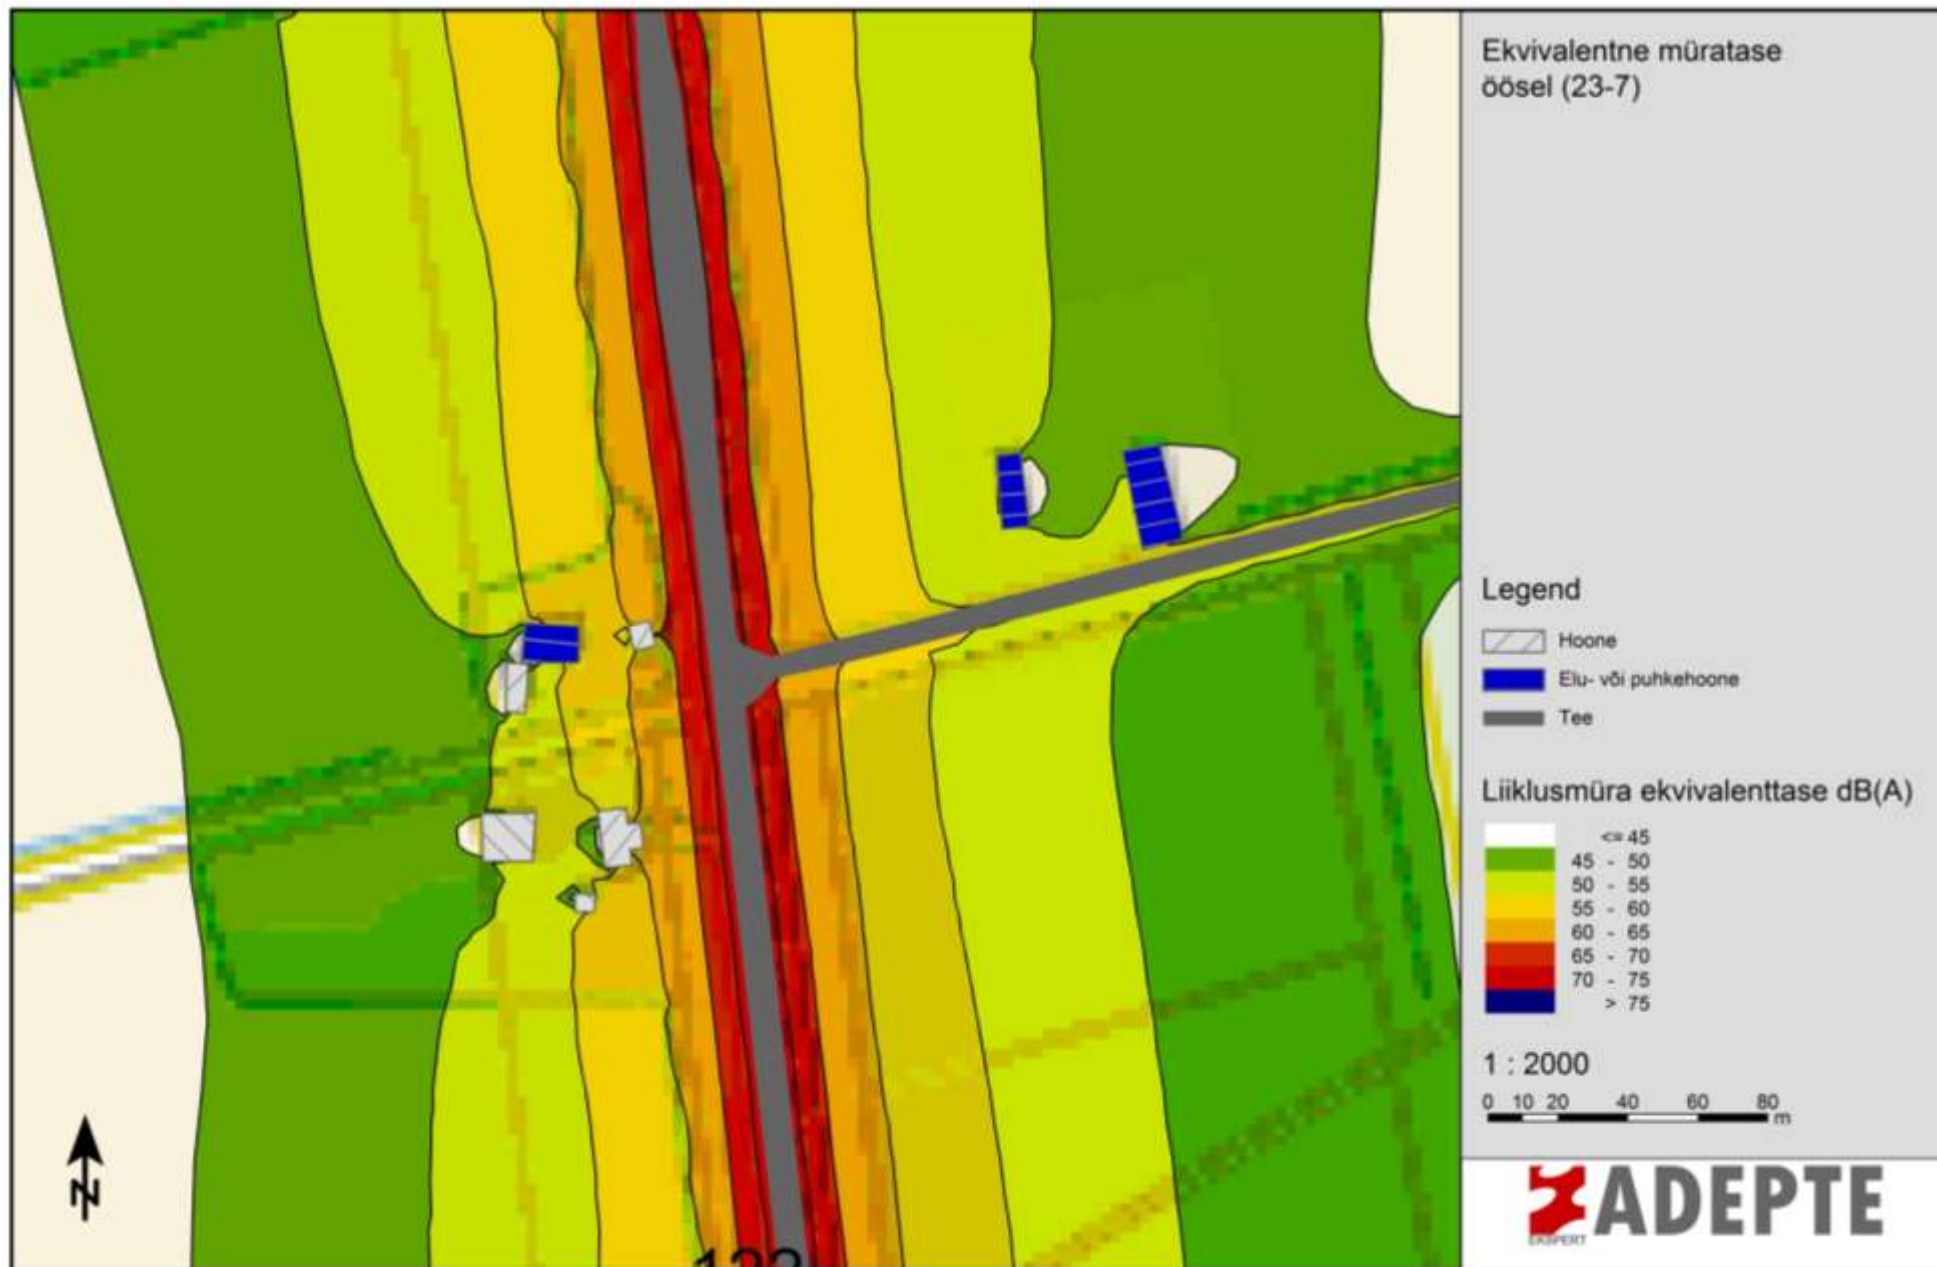 Ekvivalentne müratase
öösel (23-7)
Legend
Hoone
Elu- või puhkehoone
Tee
Liiklusmüra ekvivalenttase dB(A)
<= 45
45 - 50
50 - 55
55 - 60
60 - 65
65 - 70
70 - 75
> 75
1 : 2000
0 10 20 40 60 80
m
N
ADEPTE
EKSPERT